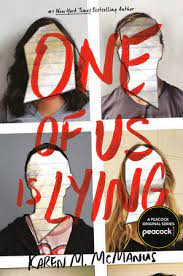 #1 New York Times Bestselling Author
ONE
OF US
IS LYING
A PEACOCK
ORIGINAL SERIES
peacock
KAREN M. McMANUS